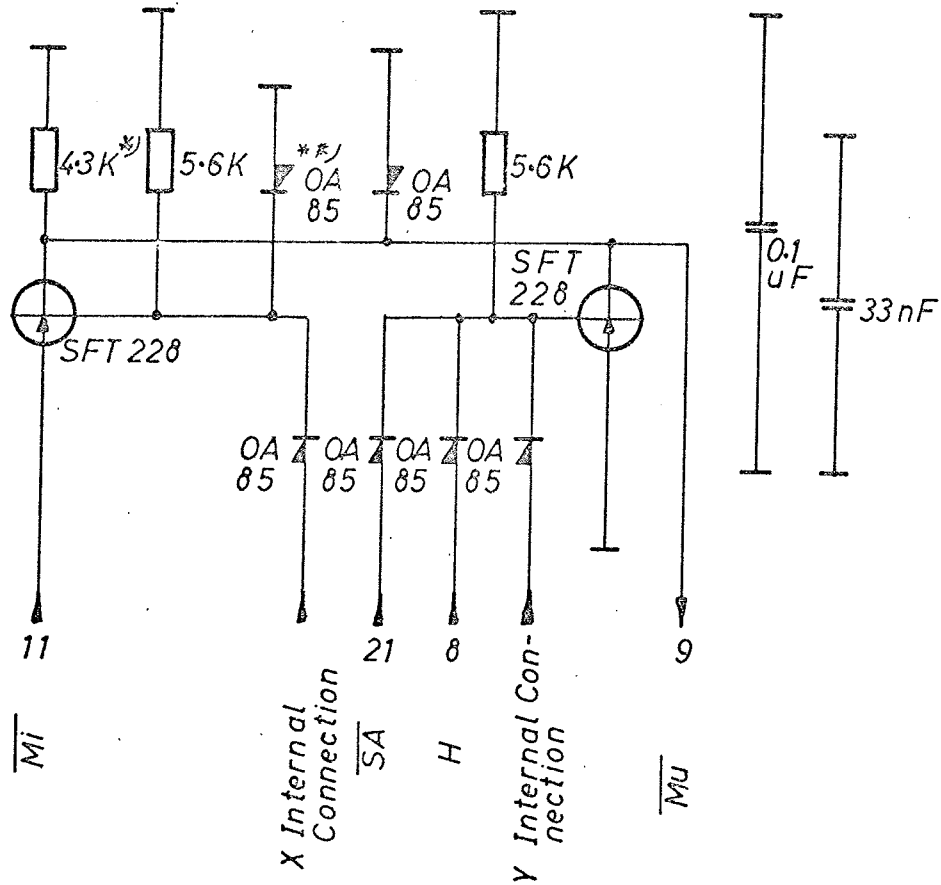 4.3K *)
5.6K
**)
OA
85
OA
85
5.6K
SFT
228
0.1
uF
33nF
SFT 228
OA
85
OA
85
OA
85
OA
85
11
21
8
9
Mi
X Internal
Connection
SA
H
Y Internal Con-
nection
Mu